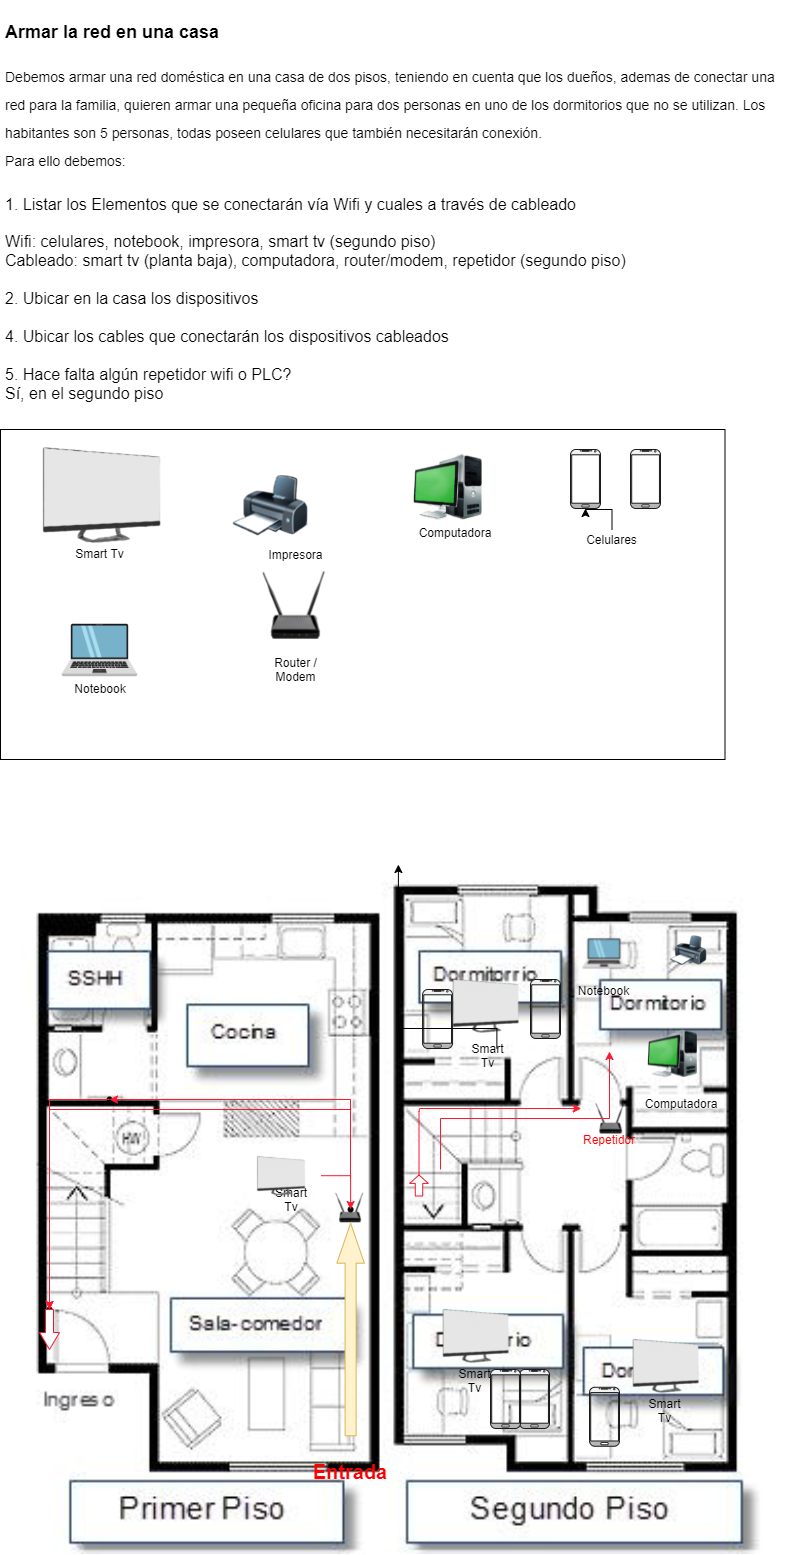 Armar la red en una casa
Debemos armar una red doméstica en una casa de dos pisos, teniendo en cuenta que los dueños, ademas de conectar una
red para la familia, quieren armar una pequeña oficina para dos personas en uno de los dormitorios que no se utilizan. Los
habitantes son 5 personas, todas poseen celulares que también necesitarán conexión.
Para ello debemos:
1. Listar los Elementos que se conectarán vía Wifi y cuales a través de cableado
Wifi: celulares, notebook, impresora, smart tv (segundo piso)
Cableado: smart tv (planta baja), computadora, router/modem, repetidor (segundo piso)
2. Ubicar en la casa los dispositivos
4. Ubicar los cables que conectarán los dispositivos cableados
5. Hace falta algún repetidor wifi o PLC?
Sí, en el segundo piso
Smart Tv
Impresora
Computadora
Celulares
Notebook
Router /
Modem
SSHH
Cocina
HW
Smart
Tv
Sala-comedor
Ingreso
Entrada
Primer Piso
Dormitorrio
Notebook
Dormitorio
Smart
Tv
Computadora
Repetidor
Smart
Tv
Smart
Tv
Segundo Piso